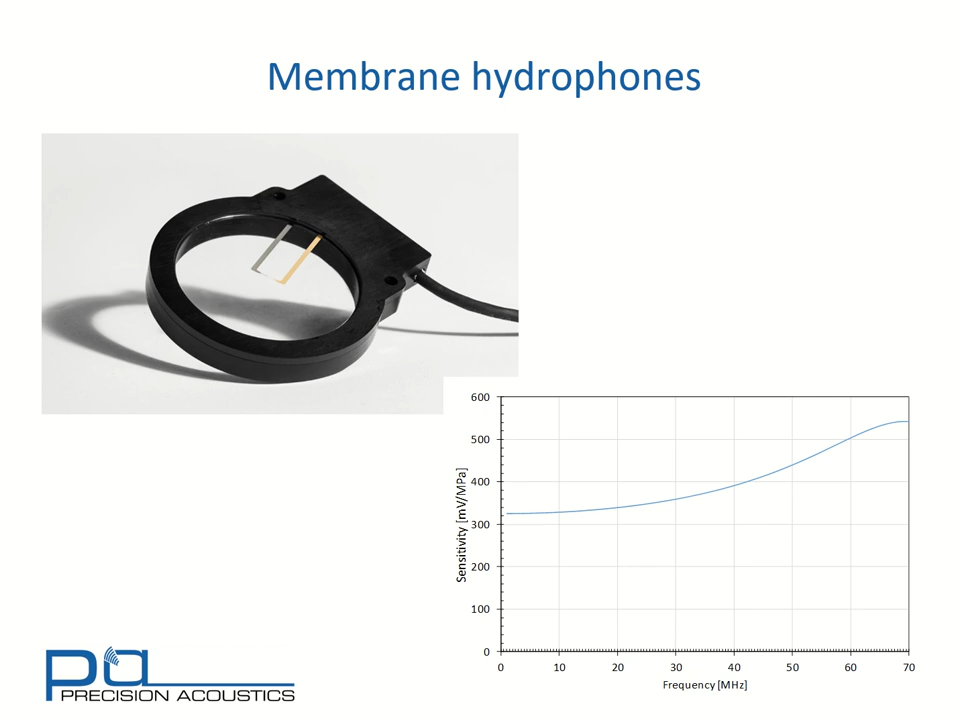 Membrane hydrophones
600
500
400
300
200
100
0
Sensitivity [mV/MPa]
0 10 20 30 40 50 60 70
Frequency [MHz]
pa
PRECISION ACOUSTICS